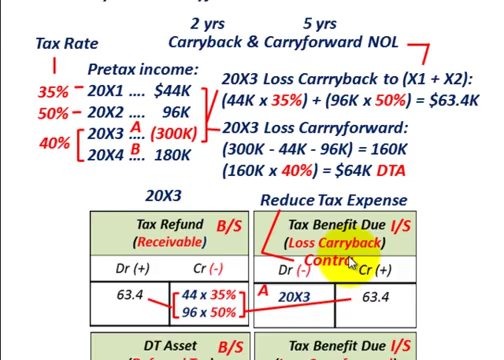 2 yrs 5 yrs
Tax Rate Carryback & Carryforward NOL
Pretax income:
35% 20X1 .... $44K
50% 20X2 .... 96K
40% 20X3 A .... (300K)
20X4 B .... 180K
20X3 Loss Carrryback to (X1 + X2):
(44K x 35%) + (96K x 50%) = $63.4K
20X3 Loss Carrryforward:
(300K - 44K - 96K) = 160K
(160K x 40%) = $64K DTA
20X3 Reduce Tax Expense
Tax Refund B/S
(Receivable)
Dr (+) Cr (-)
63.4 44 x 35%
96 x 50%
Tax Benefit Due I/S
(Loss Carryback)
Contra
Dr (-) Cr (+)
A 20X3 63.4
DT Asset B/S
Tax Benefit Due I/S